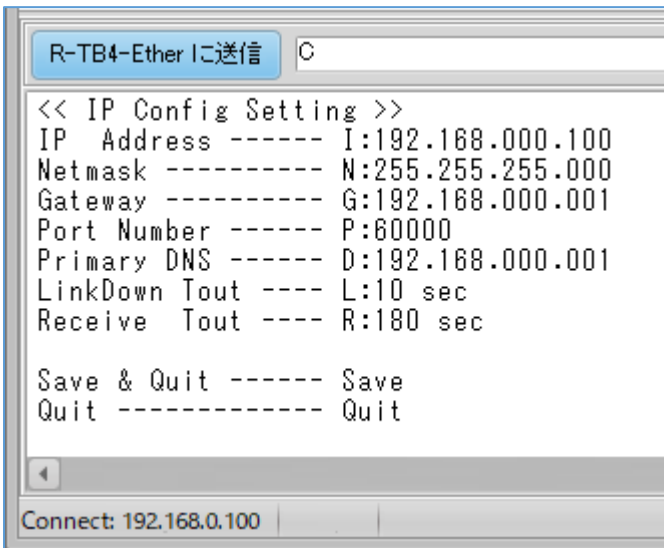 R-TB4-Ether に送信 C
<< IP Config Setting >>
IP  Address ------ I:192.168.000.100
Netmask ---------- N:255.255.255.000
Gateway ---------- G:192.168.000.001
Port Number ------ P:60000
Primary DNS ------ D:192.168.000.001
LinkDown Tout ---- L:10 sec
Receive  Tout ---- R:180 sec
Save & Quit ------ Save
Quit ------------- Quit
Connect: 192.168.0.100